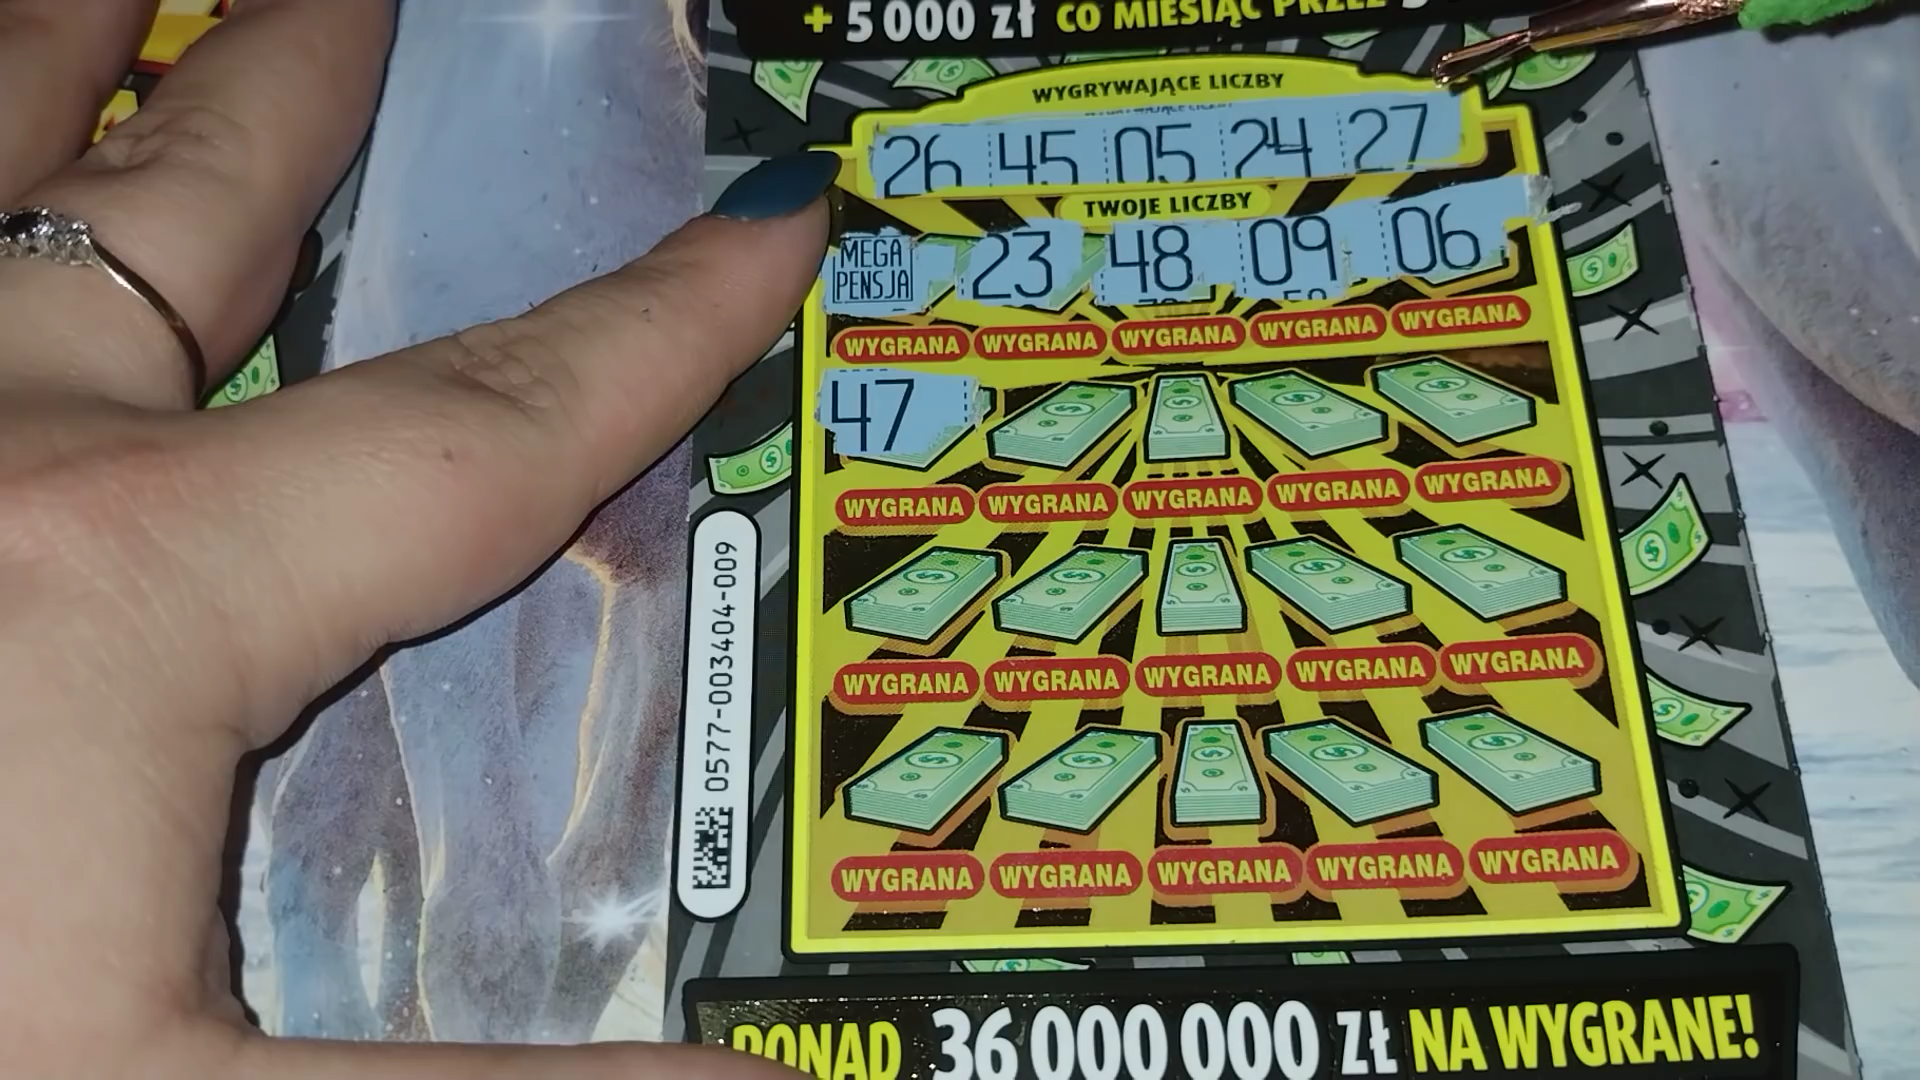 + 5 000 zł CO MIESIĄC PRZEZ
WYGRYWAJĄCE LICZBY
26 45 05 24 27
TWOJE LICZBY
MEGA PENSJA 23 48 09 06
WYGRANA WYGRANA WYGRANA WYGRANA WYGRANA
47
WYGRANA WYGRANA WYGRANA WYGRANA WYGRANA
WYGRANA WYGRANA WYGRANA WYGRANA WYGRANA
WYGRANA WYGRANA WYGRANA WYGRANA WYGRANA
0577-003404-009
PONAD 36 000 000 ZŁ NA WYGRANE!